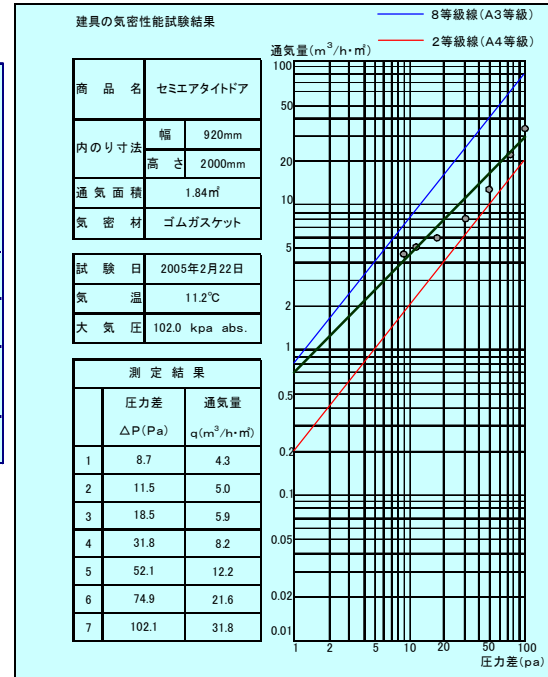 建具の気密性能試験結果
8等級線(A3等級)
2等級線(A4等級)
商品名 セミエアタイトドア
内のり寸法 幅 920mm
高さ 2000mm
通気面積 1.84㎡
気密材 ゴムガスケット
試験日 2005年2月22日
気温 11.2℃
大気圧 102.0 kpa abs.
測定結果
圧力差 通気量
△P(Pa) q(m³/h・㎡)
1 8.7 4.3
2 11.5 5.0
3 18.5 5.9
4 31.8 8.2
5 52.1 12.2
6 74.9 21.6
7 102.1 31.8
通気量(m³/h・㎡)
100
50
20
10
5
2
1
0.5
0.2
0.1
0.05
0.02
0.01
1 2 5 10 20 50 100
圧力差(pa)